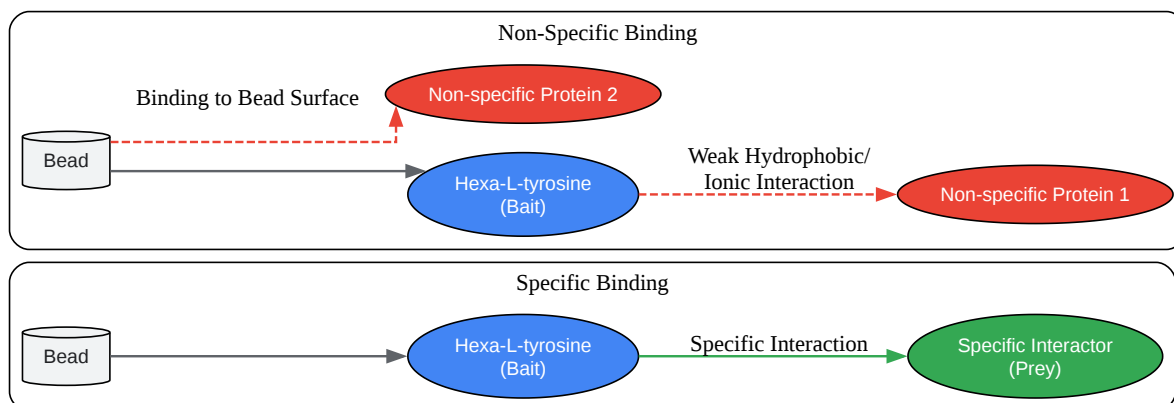 Non-Specific Binding
Non-specific Protein 2
Binding to Bead Surface
Bead
Weak Hydrophobic/
Ionic Interaction
Hexa-L-tyrosine
(Bait)
Non-specific Protein 1
Specific Binding
Bead
Hexa-L-tyrosine
(Bait)
Specific Interaction
Specific Interactor
(Prey)